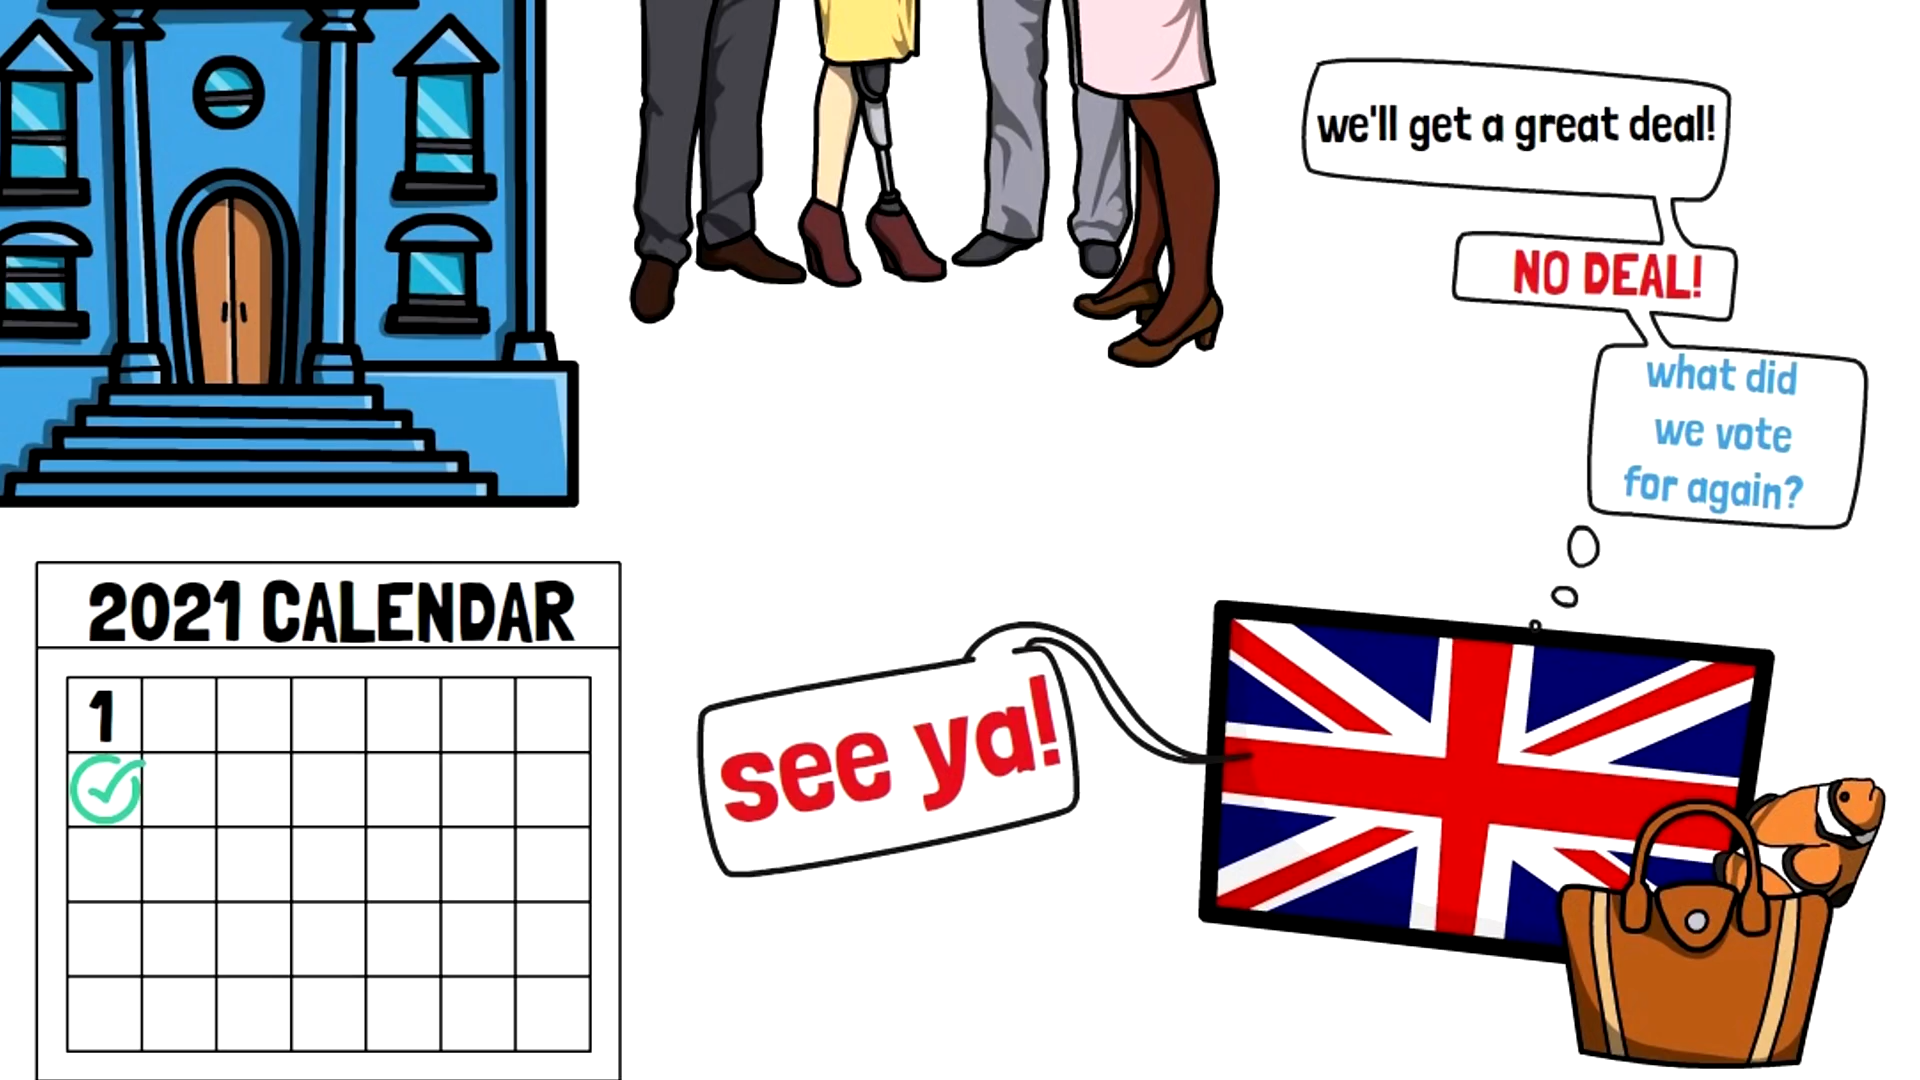 we'll get a great deal!
NO DEAL!
what did
we vote
for again?
2021 CALENDAR
1
see ya!